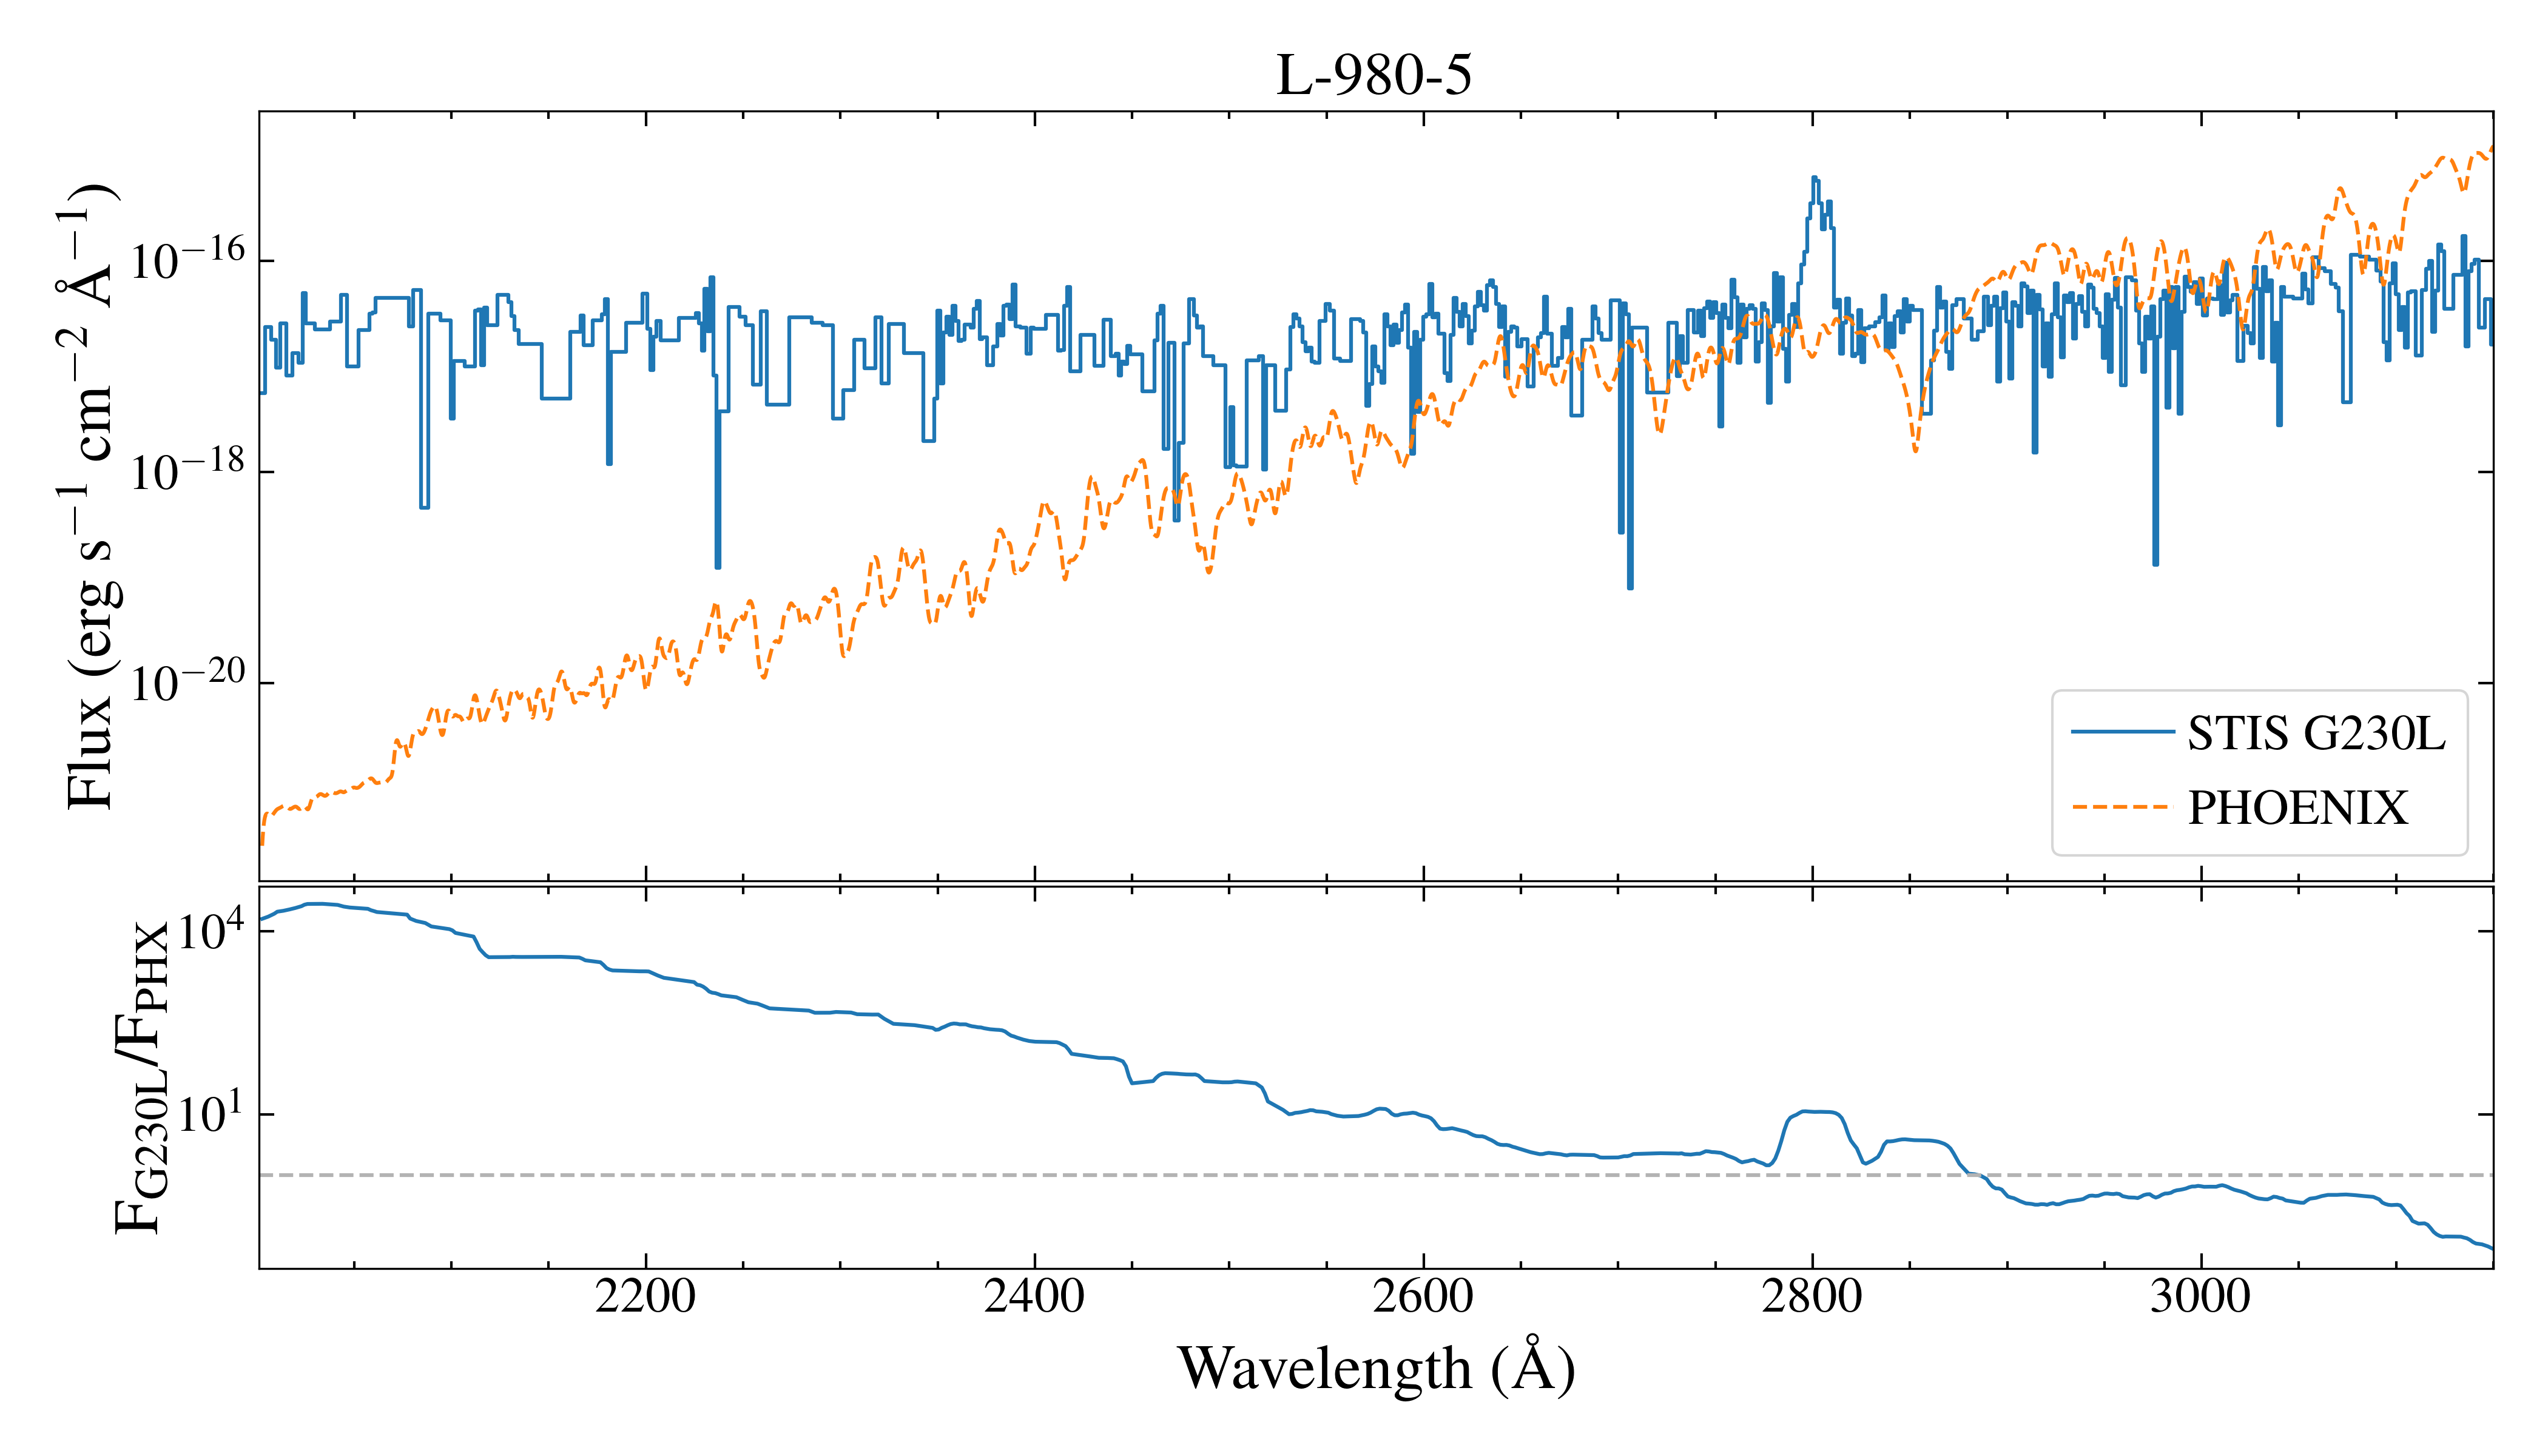 L-980-5
Flux (erg s⁻¹ cm⁻² Å⁻¹)
10⁻¹⁶
10⁻¹⁸
10⁻²⁰
STIS G230L
PHOENIX
F_G230L/F_PHX
10⁴
10¹
2200 2400 2600 2800 3000
Wavelength (Å)